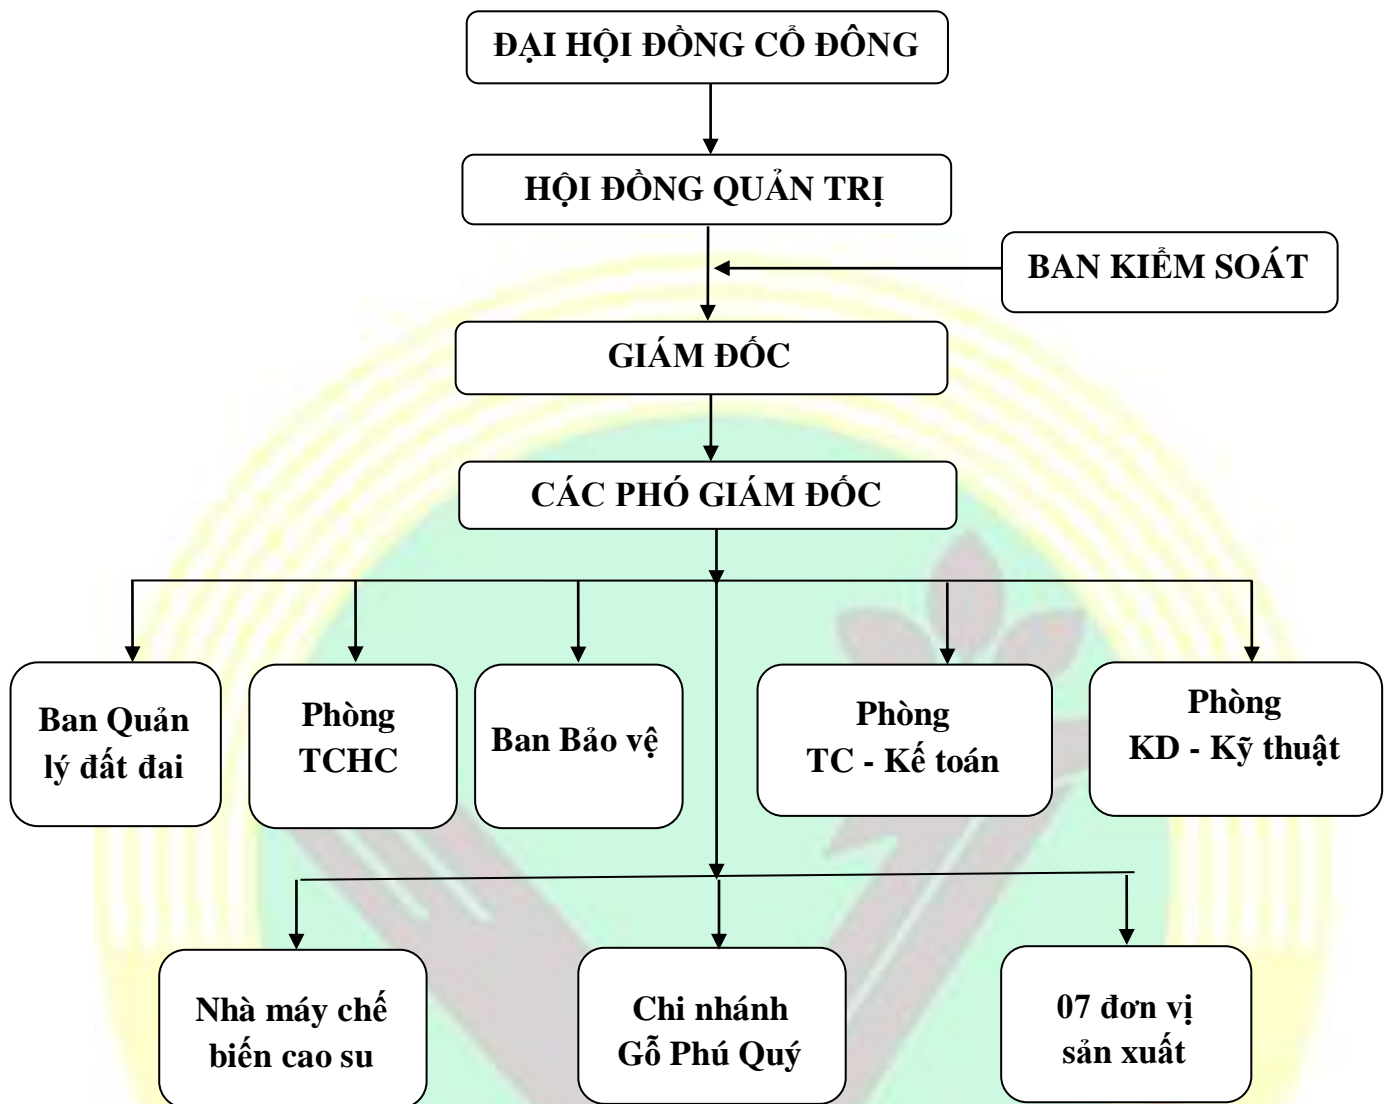 ĐẠI HỘI ĐỒNG CỔ ĐÔNG
HỘI ĐỒNG QUẢN TRỊ
BAN KIỂM SOÁT
GIÁM ĐỐC
CÁC PHÓ GIÁM ĐỐC
Ban Quản
lý đất đai
Phòng
TCHC
Ban Bảo vệ
Phòng
TC - Kế toán
Phòng
KD - Kỹ thuật
Nhà máy chế
biến cao su
Chi nhánh
Gỗ Phú Quý
07 đơn vị
sản xuất